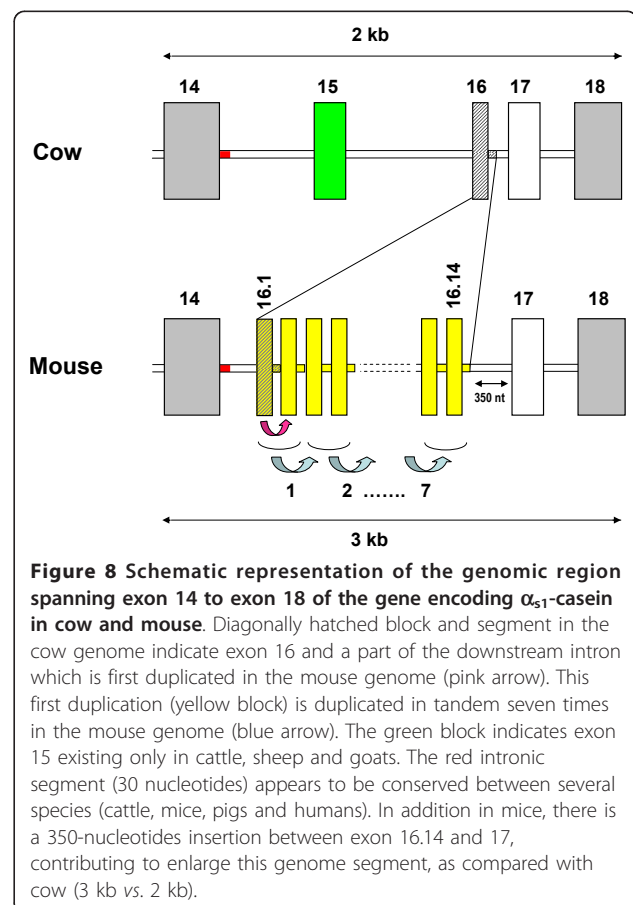 2 kb
14 15 16 17 18
Cow
14 16.1 16.14 17 18
Mouse
350 nt
1 2 ....... 7
3 kb
Figure 8 Schematic representation of the genomic region
spanning exon 14 to exon 18 of the gene encoding αs1-casein
in cow and mouse. Diagonally hatched block and segment in the
cow genome indicate exon 16 and a part of the downstream intron
which is first duplicated in the mouse genome (pink arrow). This
first duplication (yellow block) is duplicated in tandem seven times
in the mouse genome (blue arrow). The green block indicates exon
15 existing only in cattle, sheep and goats. The red intronic
segment (30 nucleotides) appears to be conserved between several
species (cattle, mice, pigs and humans). In addition in mice, there is
a 350-nucleotides insertion between exon 16.14 and 17,
contributing to enlarge this genome segment, as compared with
cow (3 kb vs. 2 kb).